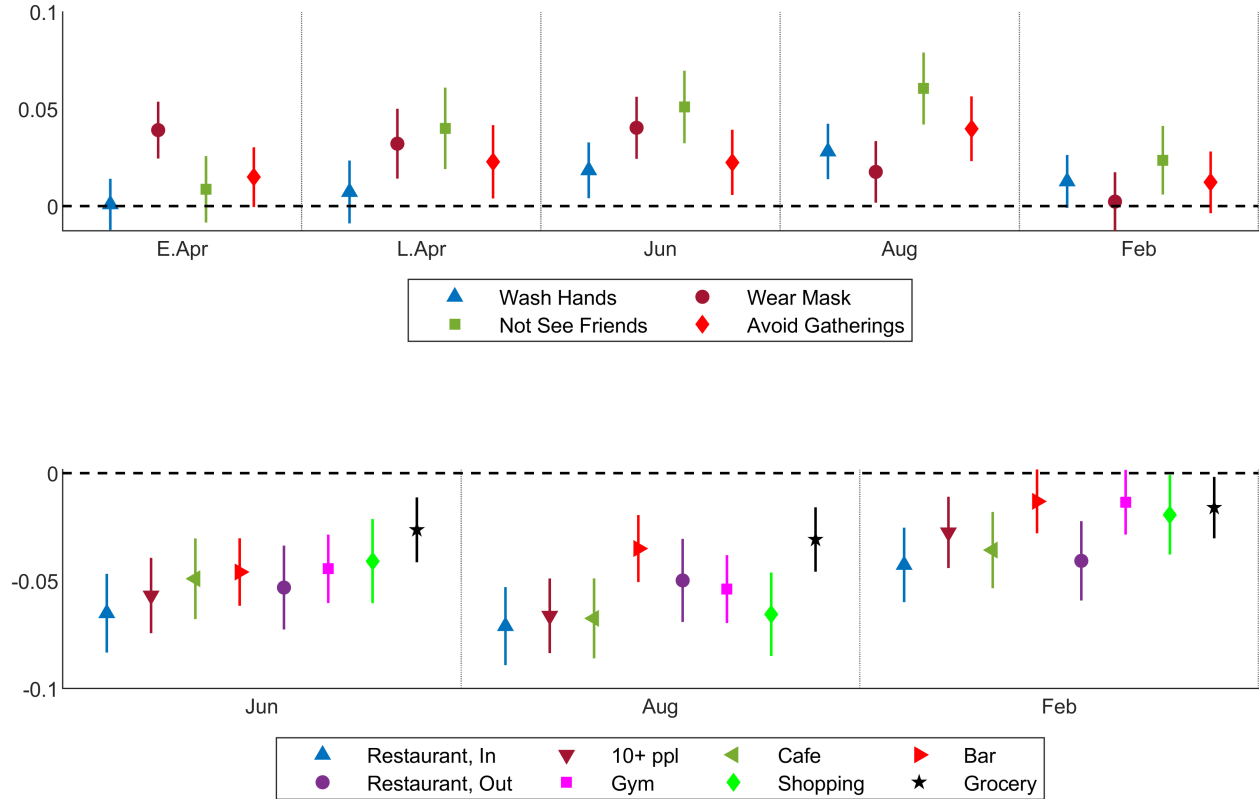 0.1
0.05
0
E.Apr L.Apr Jun Aug Feb
Wash Hands Wear Mask
Not See Friends Avoid Gatherings
0
-0.05
-0.1
Jun Aug Feb
Restaurant, In 10+ ppl Cafe Bar
Restaurant, Out Gym Shopping Grocery